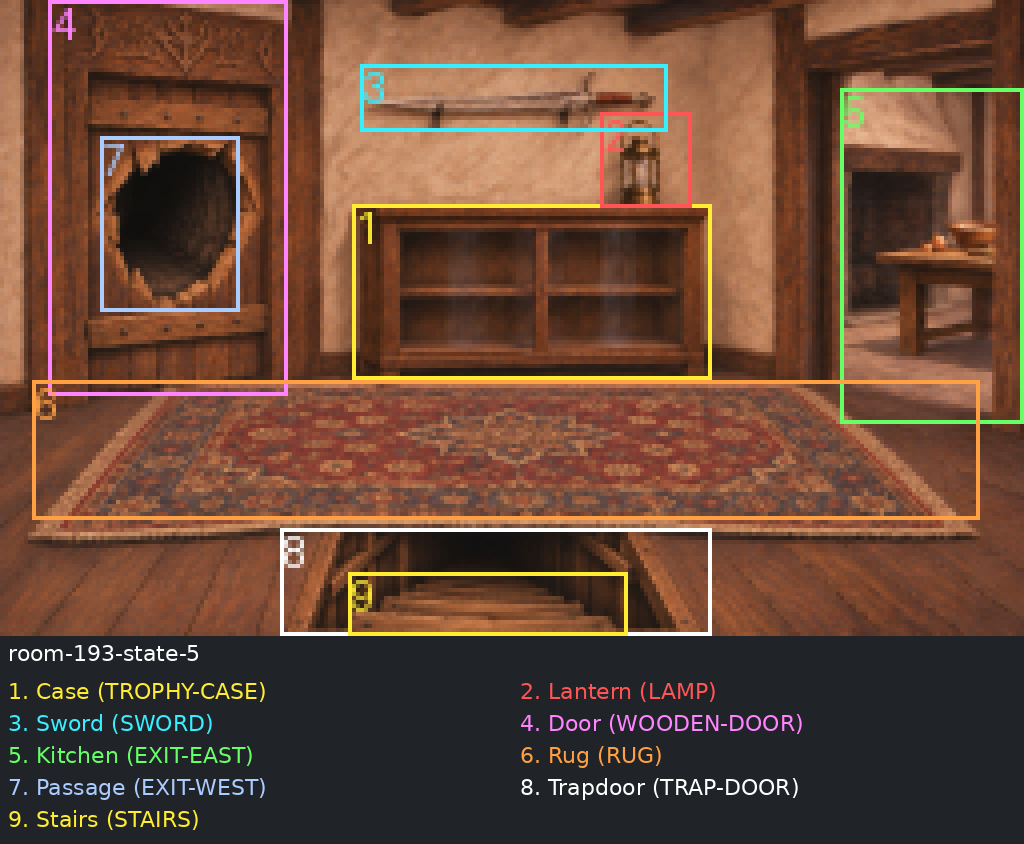 4
3
2
5
7
1
6
8
9
room-193-state-5
1. Case (TROPHY-CASE)
2. Lantern (LAMP)
3. Sword (SWORD)
4. Door (WOODEN-DOOR)
5. Kitchen (EXIT-EAST)
6. Rug (RUG)
7. Passage (EXIT-WEST)
8. Trapdoor (TRAP-DOOR)
9. Stairs (STAIRS)